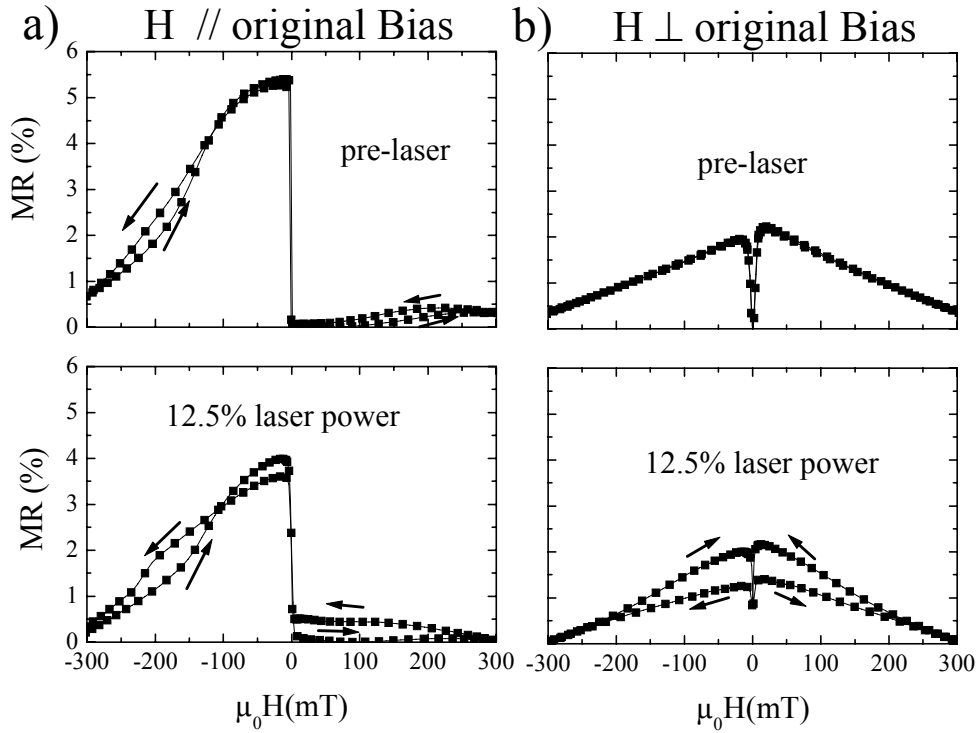 a) H // original Bias
b) H ⊥ original Bias
6
5
4
3
2
1
0
MR (%)
pre-laser
pre-laser
6
5
4
3
2
1
0
MR (%)
12.5% laser power
12.5% laser power
-300 -200 -100 0 100 200 300
-300 -200 -100 0 100 200 300
μ₀H(mT)
μ₀H(mT)